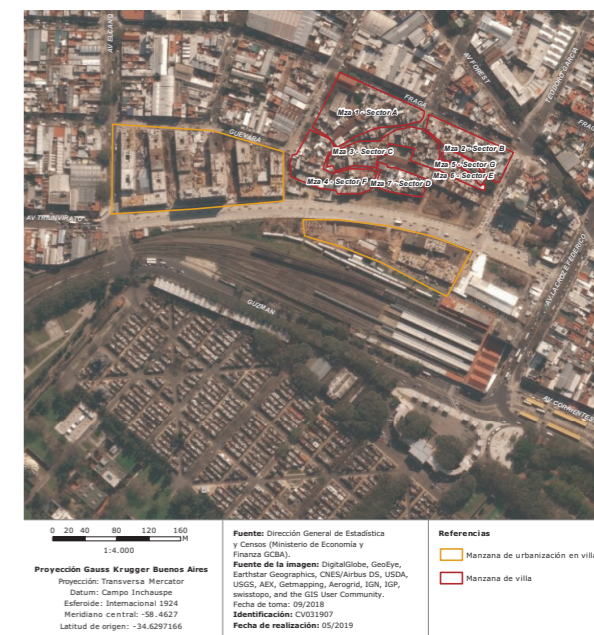 AV ELCANO
AV FOREST
TEODORO GARCIA
FRAGA
Mza 1 - Sector A
GUEVARA
Mza 2 - Sector B
Mza 3 - Sector C
Mza 5 - Sector G
Mza 6 - Sector E
Mza 4 - Sector F
Mza 7 - Sector D
AV TRIUNVIRATO
AV LACROZE FEDERICO
GUZMAN
AV CORRIENTES
0 20 40 80 120 160
M
1:4.000
Proyección Gauss Krugger Buenos Aires
Proyección: Transversa Mercator
Datum: Campo Inchauspe
Esferoide: Internacional 1924
Meridiano central: -58.4627
Latitud de origen: -34.6297166
Fuente: Dirección General de Estadística
y Censos (Ministerio de Economía y
Finanza GCBA).
Fuente de la imagen: DigitalGlobe, GeoEye,
Earthstar Geographics, CNES/Airbus DS, USDA,
USGS, AEX, Getmapping, Aerogrid, IGN, IGP,
swisstopo, and the GIS User Community.
Fecha de toma: 09/2018
Identificación: CV031907
Fecha de realización: 05/2019
Referencias
Manzana de urbanización en vill
Manzana de villa